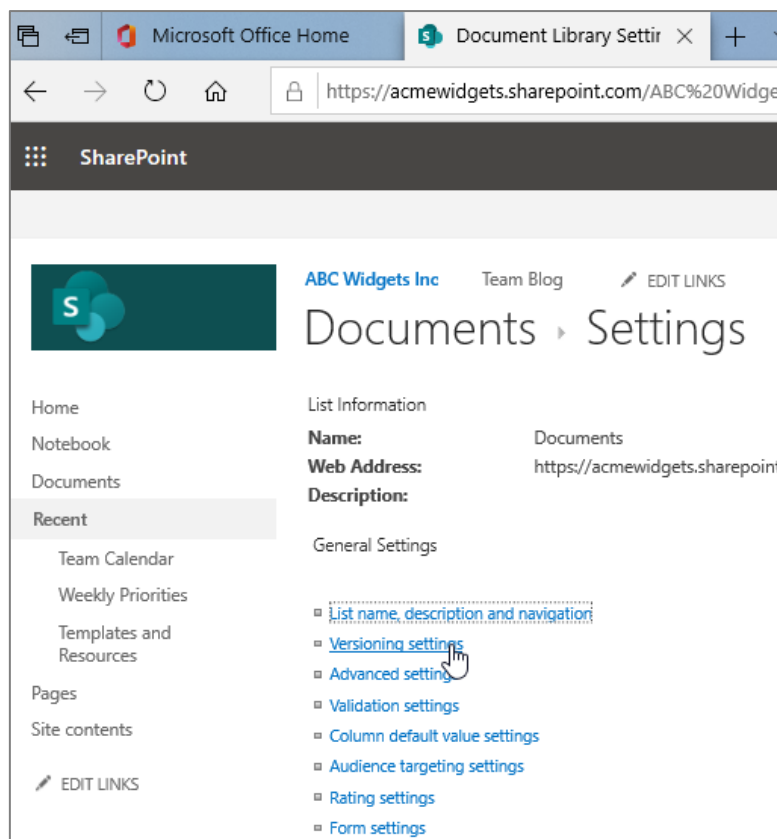 Microsoft Office Home
Document Library Settir
https://acmewidgets.sharepoint.com/ABC%20Widge
SharePoint
S
ABC Widgets Inc Team Blog EDIT LINKS
Documents Settings
Home
Notebook
Documents
Recent
Team Calendar
Weekly Priorities
Templates and
Resources
Pages
Site contents
EDIT LINKS
List Information
Name: Documents
Web Address: https://acmewidgets.sharepoint
Description:
General Settings
List name, description and navigation
Versioning settings
Advanced setting
Validation settings
Column default value settings
Audience targeting settings
Rating settings
Form settings